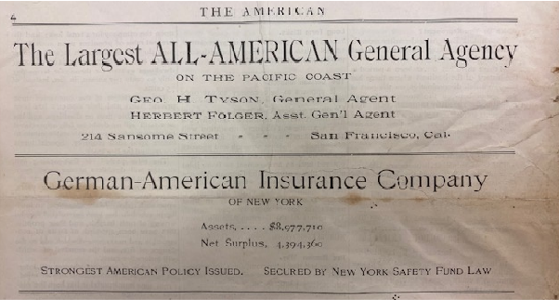 4 THE AMERICAN
The Largest ALL-AMERICAN General Agency
ON THE PACIFIC COAST
GEO. H. TYSON, General Agent
HERBERT FOLGER, Asst. Gen'l Agent
214 Sansome Street - - - San Francisco, Cal.
German-American Insurance Company
OF NEW YORK
Assets, .... $8,977,710
Net Surplus, 4,394,360
STRONGEST AMERICAN POLICY ISSUED. SECURED BY NEW YORK SAFETY FUND LAW